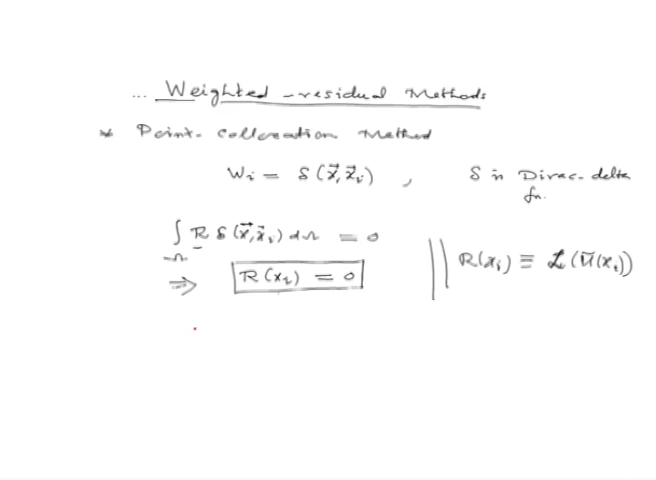 ... Weighted-residual Methods
* Point-collocation Method
Wi = δ(x⃗, x⃗i) , δ is Dirac-delta fn.
∫Ω R δ(x⃗, x⃗i) dΩ = 0
⇒ R(xi) = 0 || R(xi) ≡ L(ũ(xi))